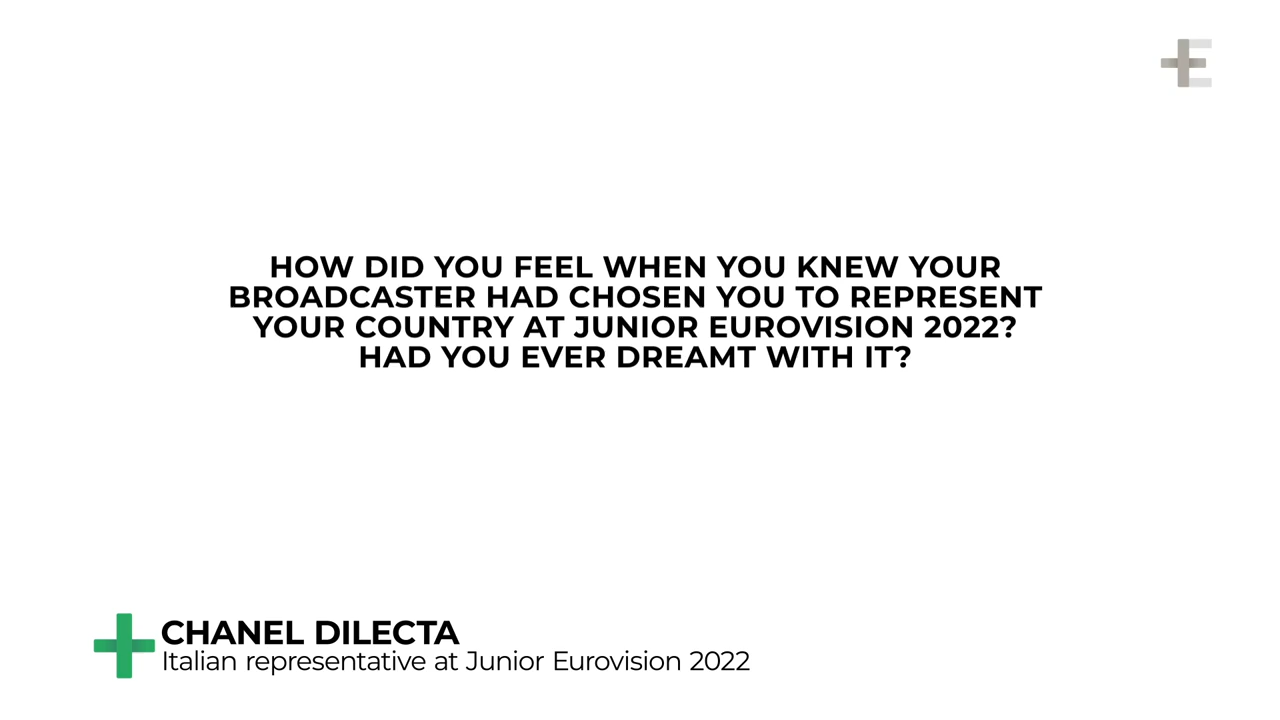 HOW DID YOU FEEL WHEN YOU KNEW YOUR
BROADCASTER HAD CHOSEN YOU TO REPRESENT
YOUR COUNTRY AT JUNIOR EUROVISION 2022?
HAD YOU EVER DREAMT WITH IT?
CHANEL DILECTA
Italian representative at Junior Eurovision 2022